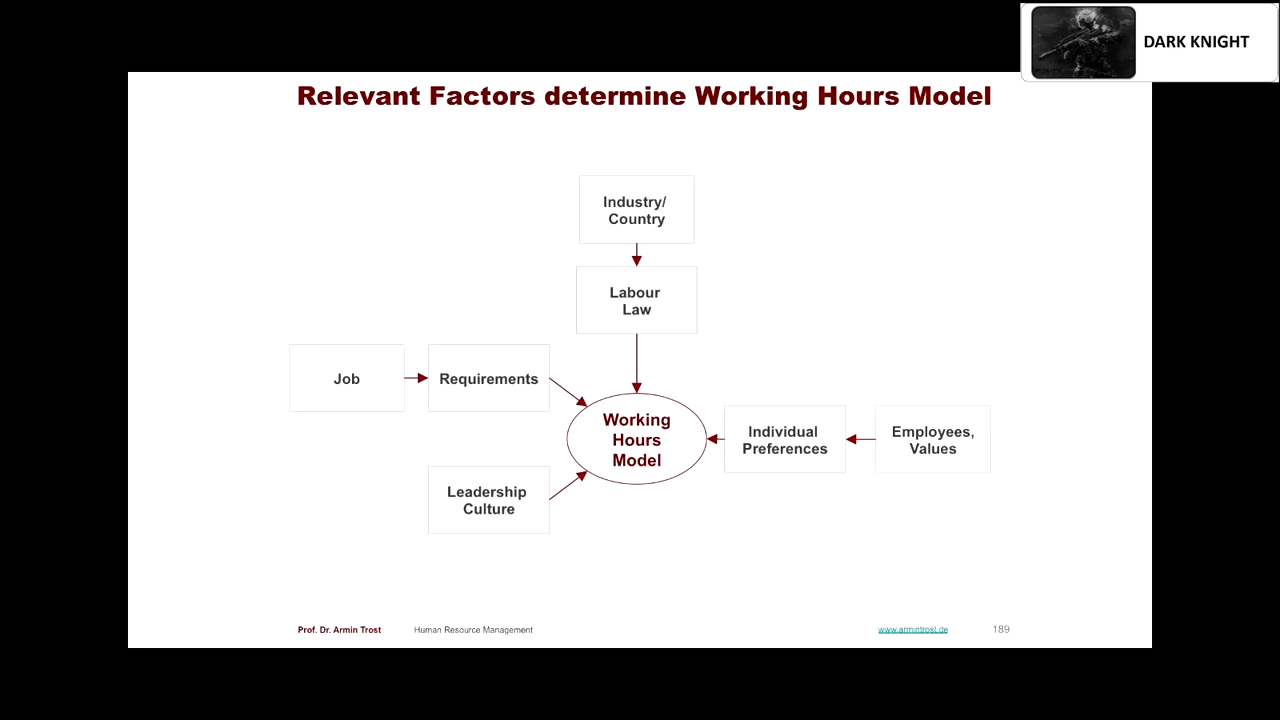 DARK KNIGHT
Relevant Factors determine Working Hours Model
Industry/
Country
Labour
Law
Job
Requirements
Working
Hours
Model
Individual
Preferences
Employees,
Values
Leadership
Culture
Prof. Dr. Armin Trost Human Resource Management www.armintrost.de 189